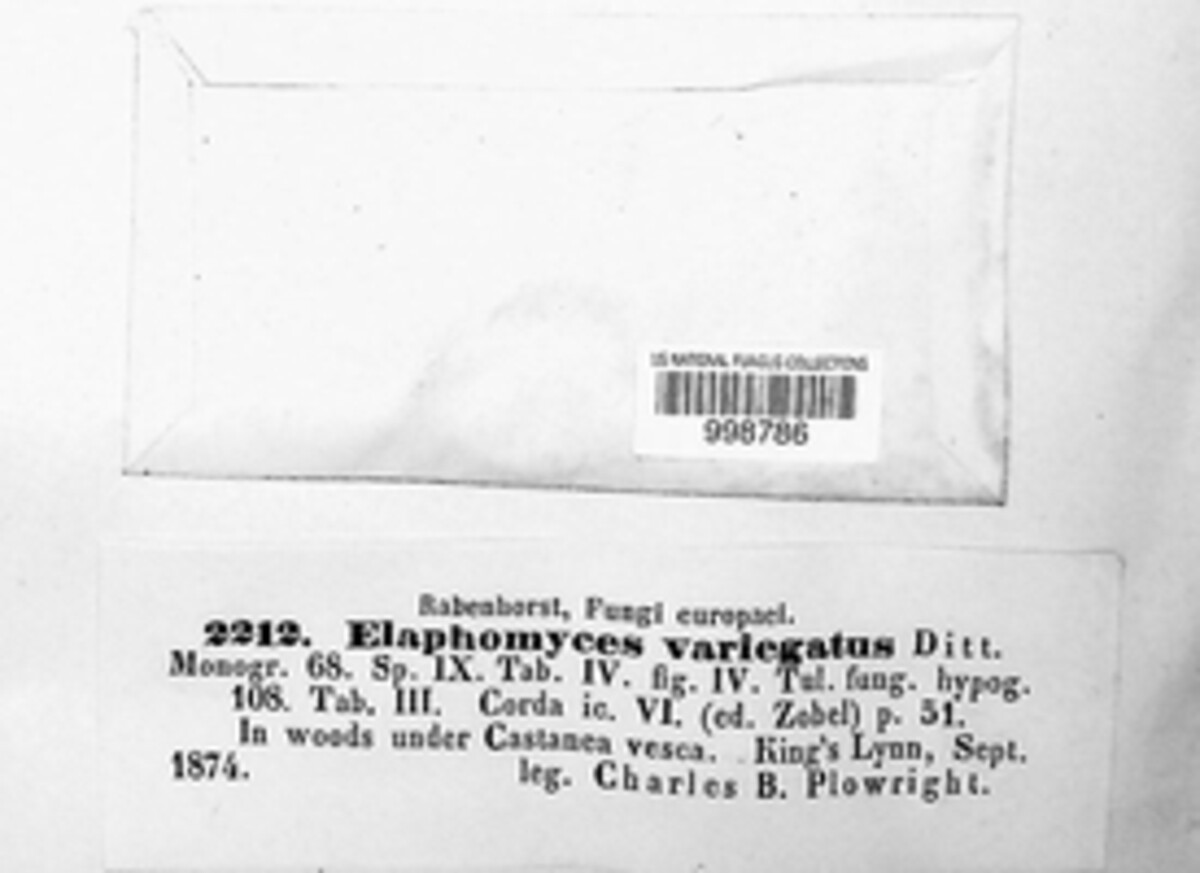 US NATIONAL FUNGUS COLLECTIONS
998786
Rabenhorst, Fungi europaei.
2212. Elaphomyces variegatus Ditt.
Monogr. 68. Sp. IX. Tab. IV. fig. IV. Tul. fung. hypog.
108. Tab. III. Corda ic. VI. (ed. Zobel) p. 51.
In woods under Castanea vesca. King's Lynn, Sept.
1874. leg. Charles B. Plowright.